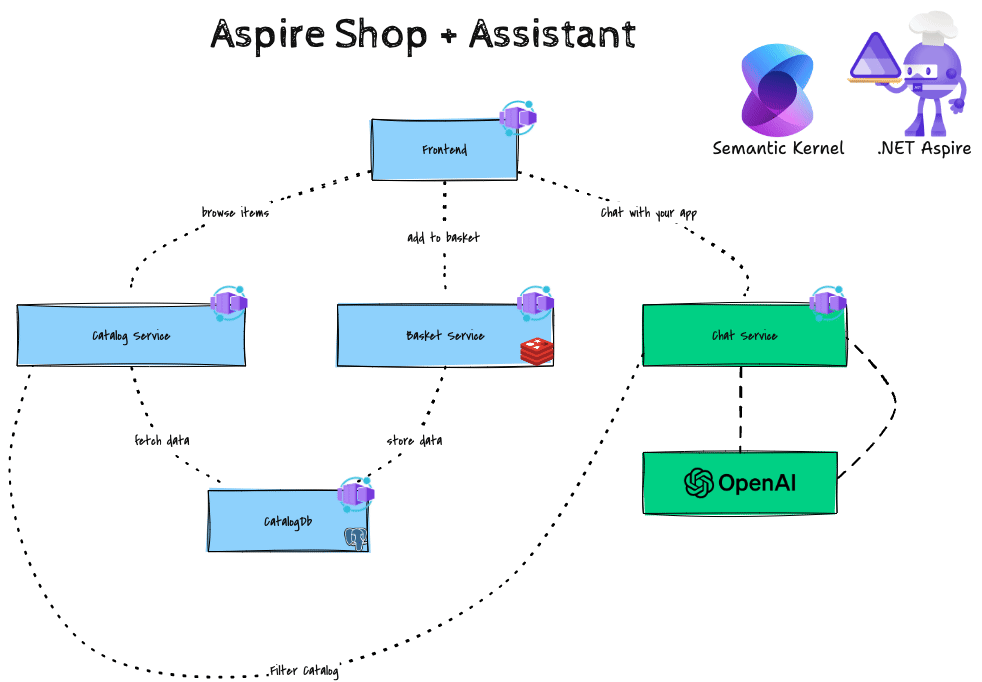 Aspire Shop + Assistant
Semantic Kernel
.NET Aspire
Frontend
browse items
add to basket
Chat with your app
Catalog Service
Basket Service
Chat Service
fetch data
store data
OpenAI
CatalogDb
Filter Catalog